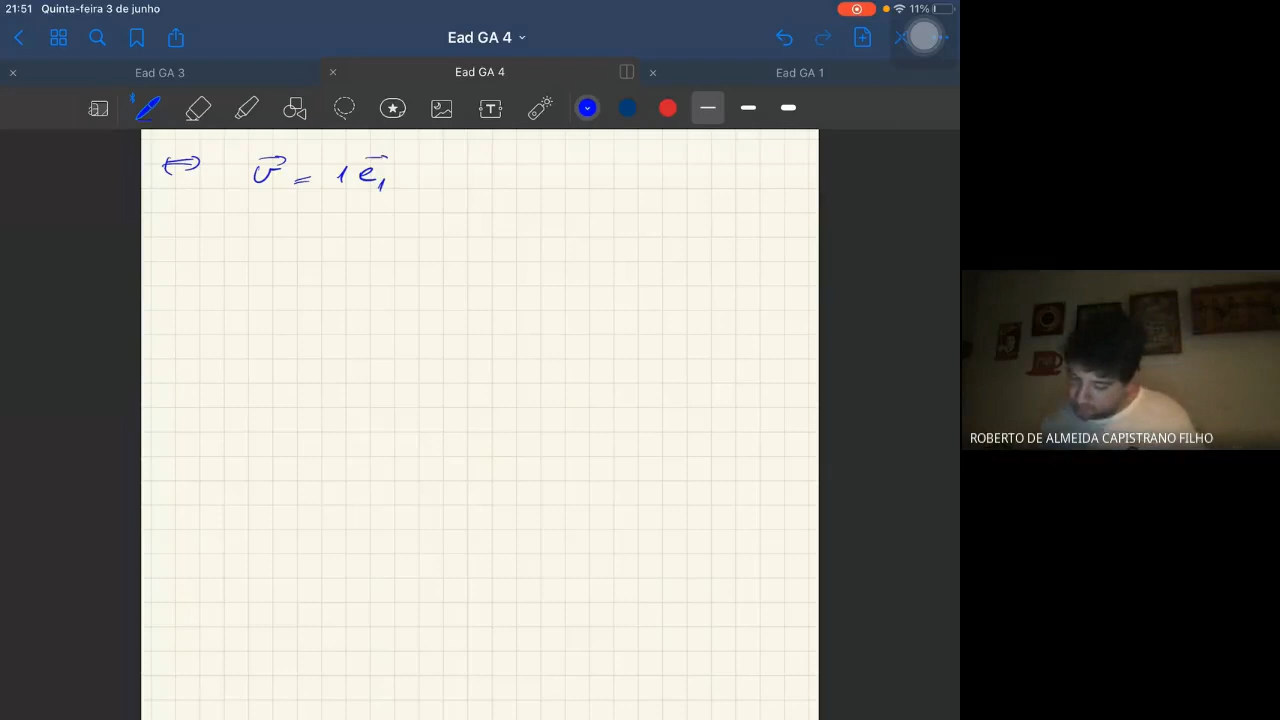 21:51 Quinta-feira 3 de junho 11%
Ead GA 4
Ead GA 3 Ead GA 4 Ead GA 1
T
⟺ v⃗ = 1 e⃗₁
ROBERTO DE ALMEIDA CAPISTRANO FILHO